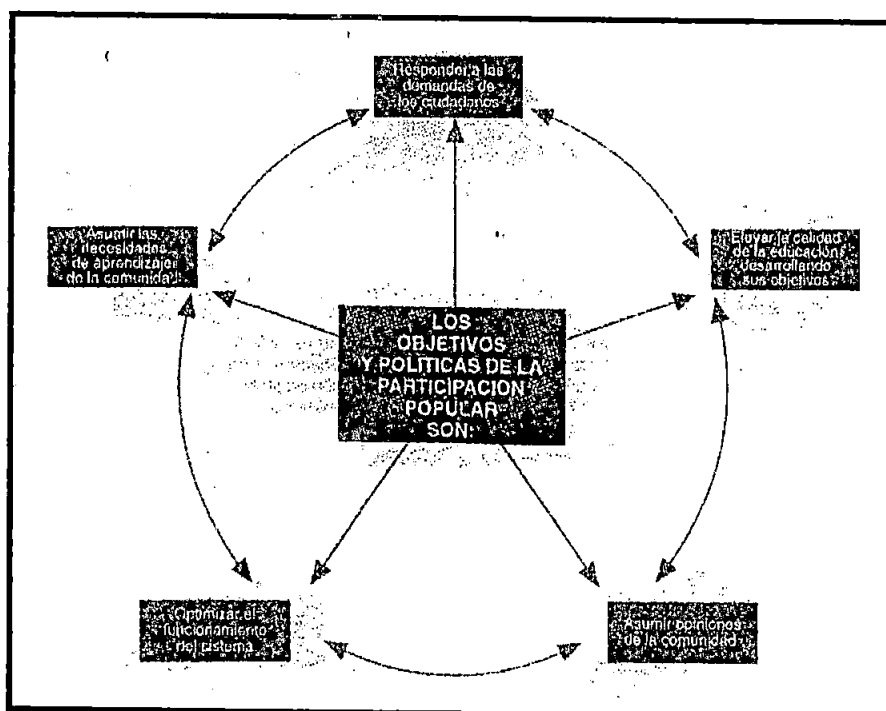 Responder a las
demandas de
los ciudadanos
Asumir las
necesidades
de aprendizaje
de la comunidad
Elevar la calidad
de la educación
desarrollando
sus objetivos
LOS
OBJETIVOS
Y POLITICAS DE LA
PARTICIPACION
POPULAR
SON:
Optimizar el
funcionamiento
del sistema
Asumir opiniones
de la comunidad